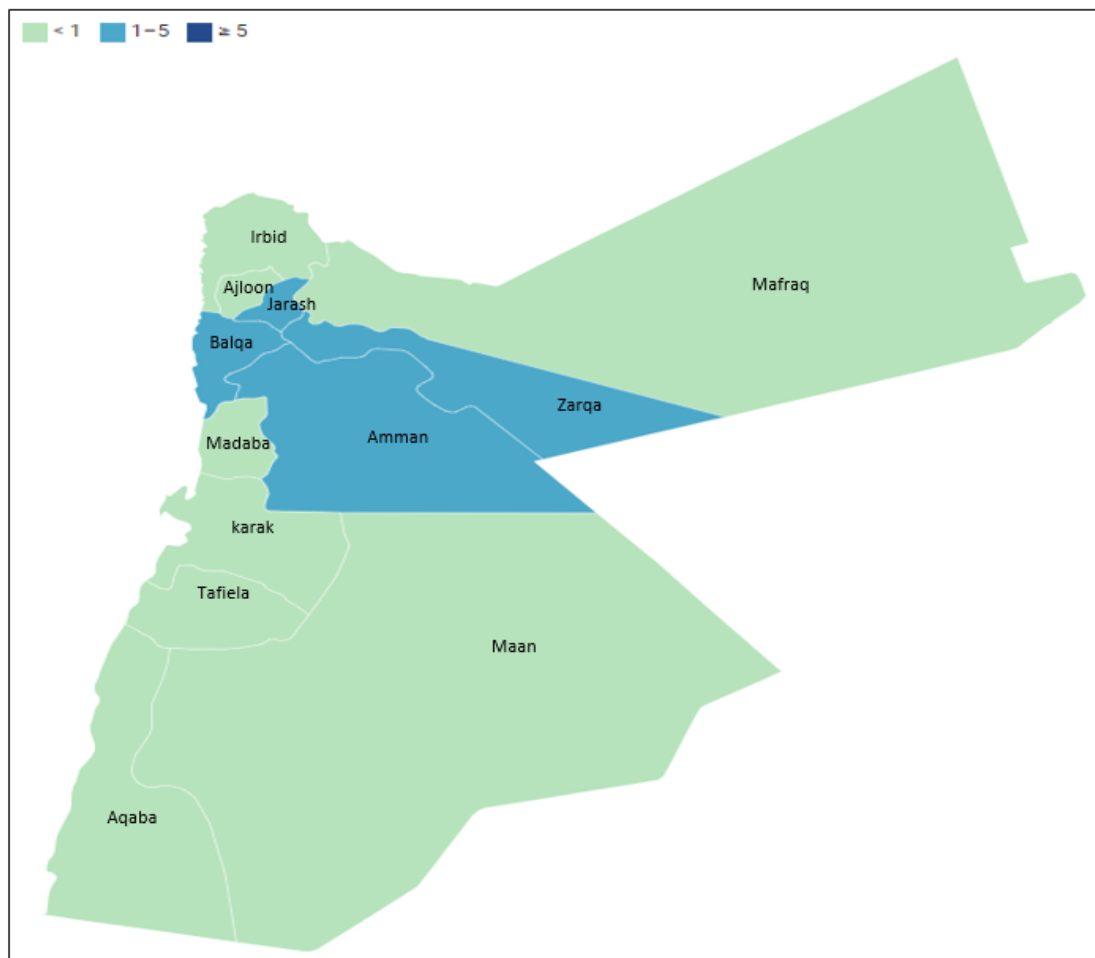 < 1 1–5 ≥ 5
Irbid
Ajloon
Mafraq
Jarash
Balqa
Zarqa
Amman
Madaba
karak
Tafiela
Maan
Aqaba